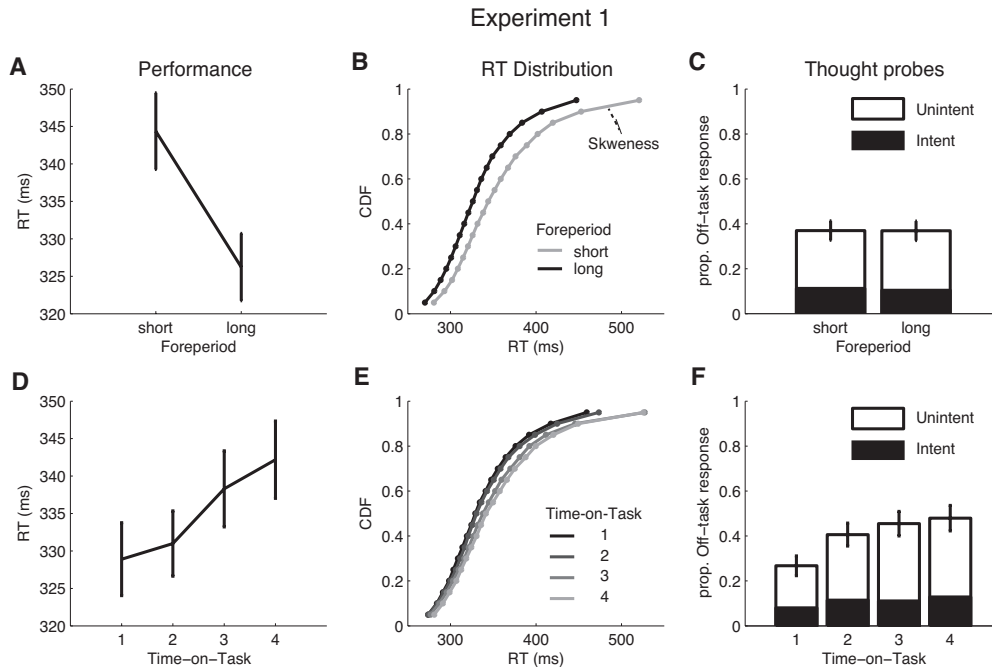 Experiment 1
A
Performance
350
345
340
335
330
325
320
RT (ms)
short
long
Foreperiod
B
RT Distribution
1
0.8
0.6
0.4
0.2
0
CDF
Skweness
Foreperiod
short
long
300
400
500
RT (ms)
C
Thought probes
1
0.8
0.6
0.4
0.2
0
prop. Off−task response
Unintent
Intent
short
long
Foreperiod
D
350
345
340
335
330
325
320
RT (ms)
1
2
3
4
Time−on−Task
E
1
0.8
0.6
0.4
0.2
0
CDF
Time−on−Task
1
2
3
4
300
400
500
RT (ms)
F
1
0.8
0.6
0.4
0.2
0
prop. Off−task response
Unintent
Intent
1
2
3
4
Time−on−Task